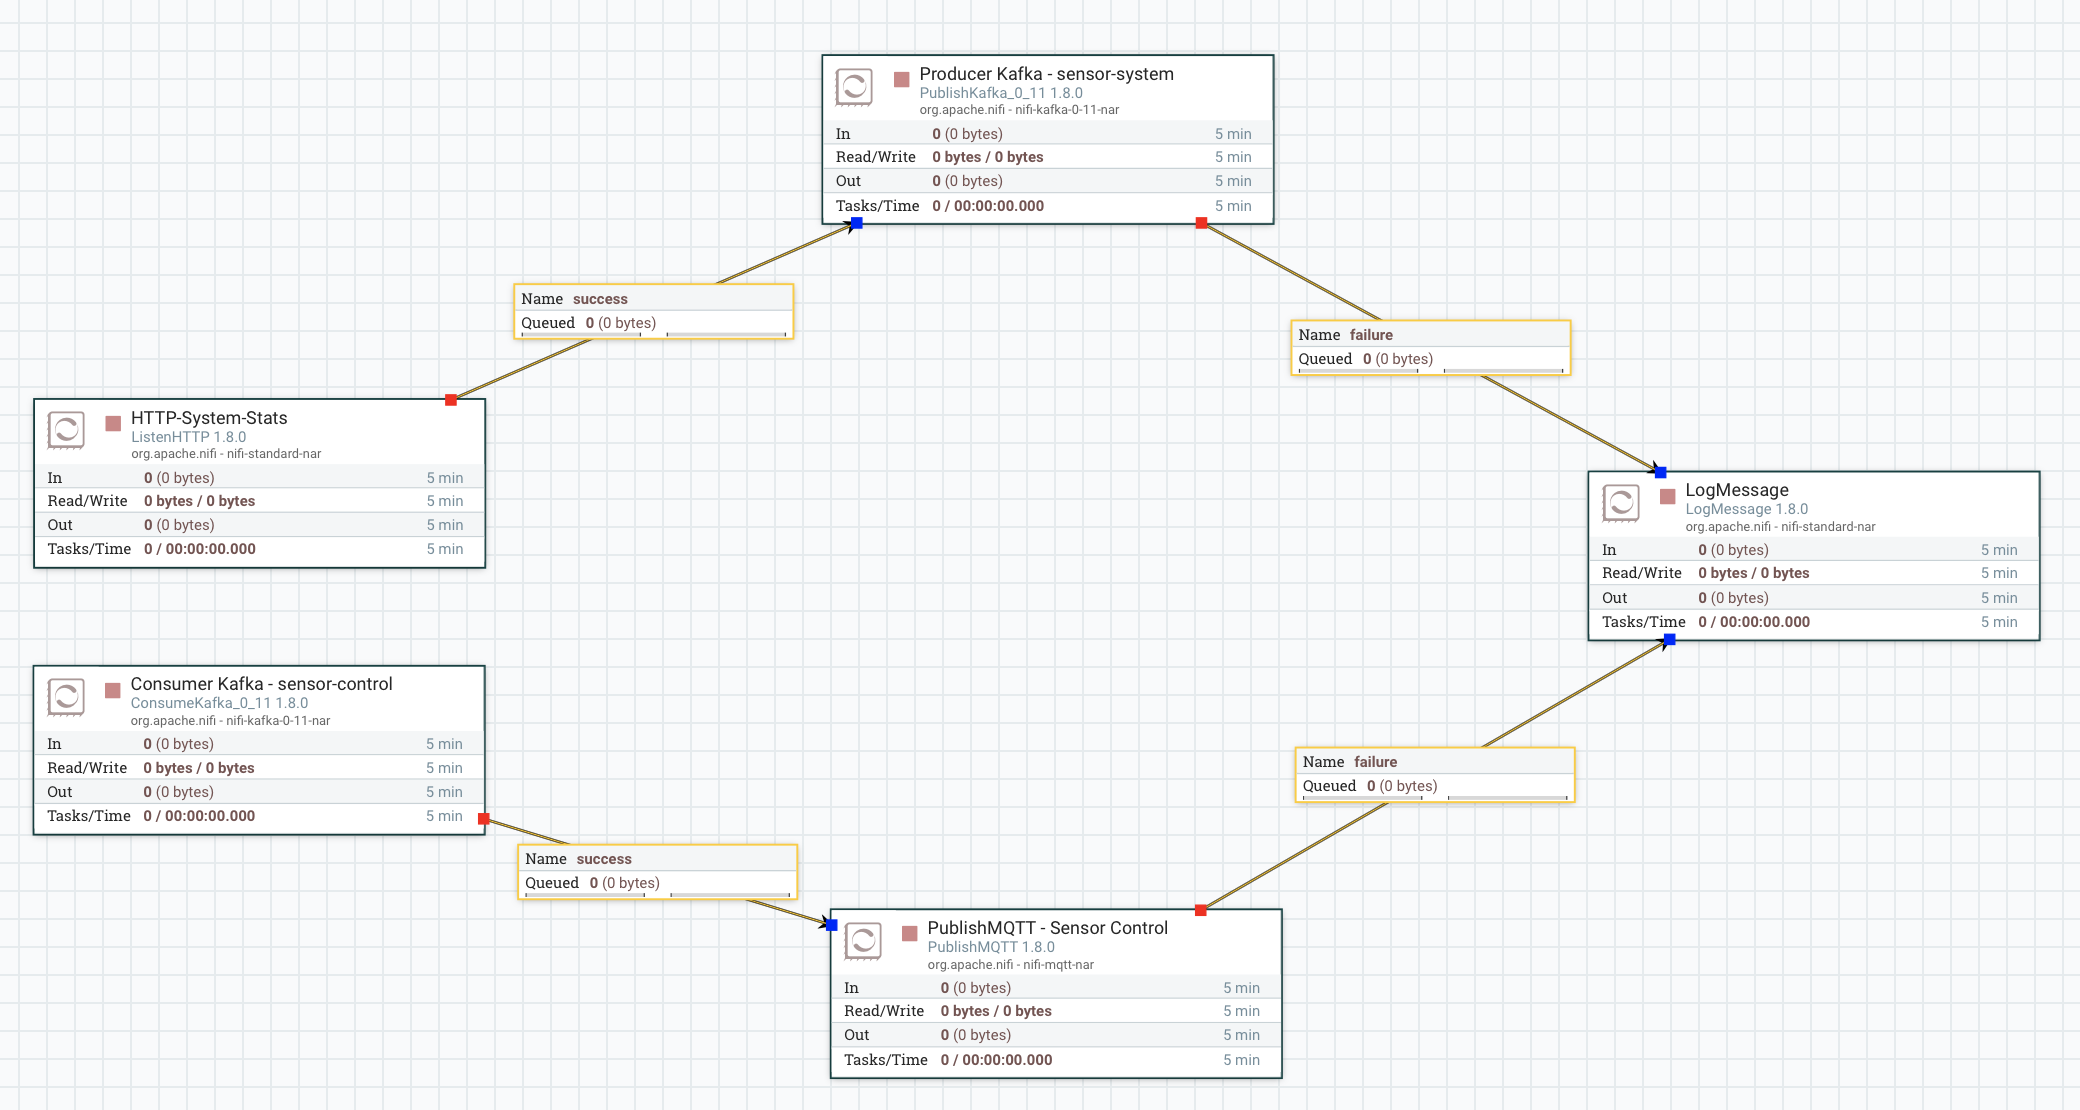 Producer Kafka - sensor-system
PublishKafka_0_11 1.8.0
org.apache.nifi - nifi-kafka-0-11-nar
In 0 (0 bytes) 5 min
Read/Write 0 bytes / 0 bytes 5 min
Out 0 (0 bytes) 5 min
Tasks/Time 0 / 00:00:00.000 5 min
Name success
Queued 0 (0 bytes)
Name failure
Queued 0 (0 bytes)
HTTP-System-Stats
ListenHTTP 1.8.0
org.apache.nifi - nifi-standard-nar
In 0 (0 bytes) 5 min
Read/Write 0 bytes / 0 bytes 5 min
Out 0 (0 bytes) 5 min
Tasks/Time 0 / 00:00:00.000 5 min
LogMessage
LogMessage 1.8.0
org.apache.nifi - nifi-standard-nar
In 0 (0 bytes) 5 min
Read/Write 0 bytes / 0 bytes 5 min
Out 0 (0 bytes) 5 min
Tasks/Time 0 / 00:00:00.000 5 min
Consumer Kafka - sensor-control
ConsumeKafka_0_11 1.8.0
org.apache.nifi - nifi-kafka-0-11-nar
In 0 (0 bytes) 5 min
Read/Write 0 bytes / 0 bytes 5 min
Out 0 (0 bytes) 5 min
Tasks/Time 0 / 00:00:00.000 5 min
Name failure
Queued 0 (0 bytes)
Name success
Queued 0 (0 bytes)
PublishMQTT - Sensor Control
PublishMQTT 1.8.0
org.apache.nifi - nifi-mqtt-nar
In 0 (0 bytes) 5 min
Read/Write 0 bytes / 0 bytes 5 min
Out 0 (0 bytes) 5 min
Tasks/Time 0 / 00:00:00.000 5 min